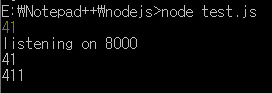 E:₩Notepad++₩nodejs>node test.js
41
listening on 8000
41
411